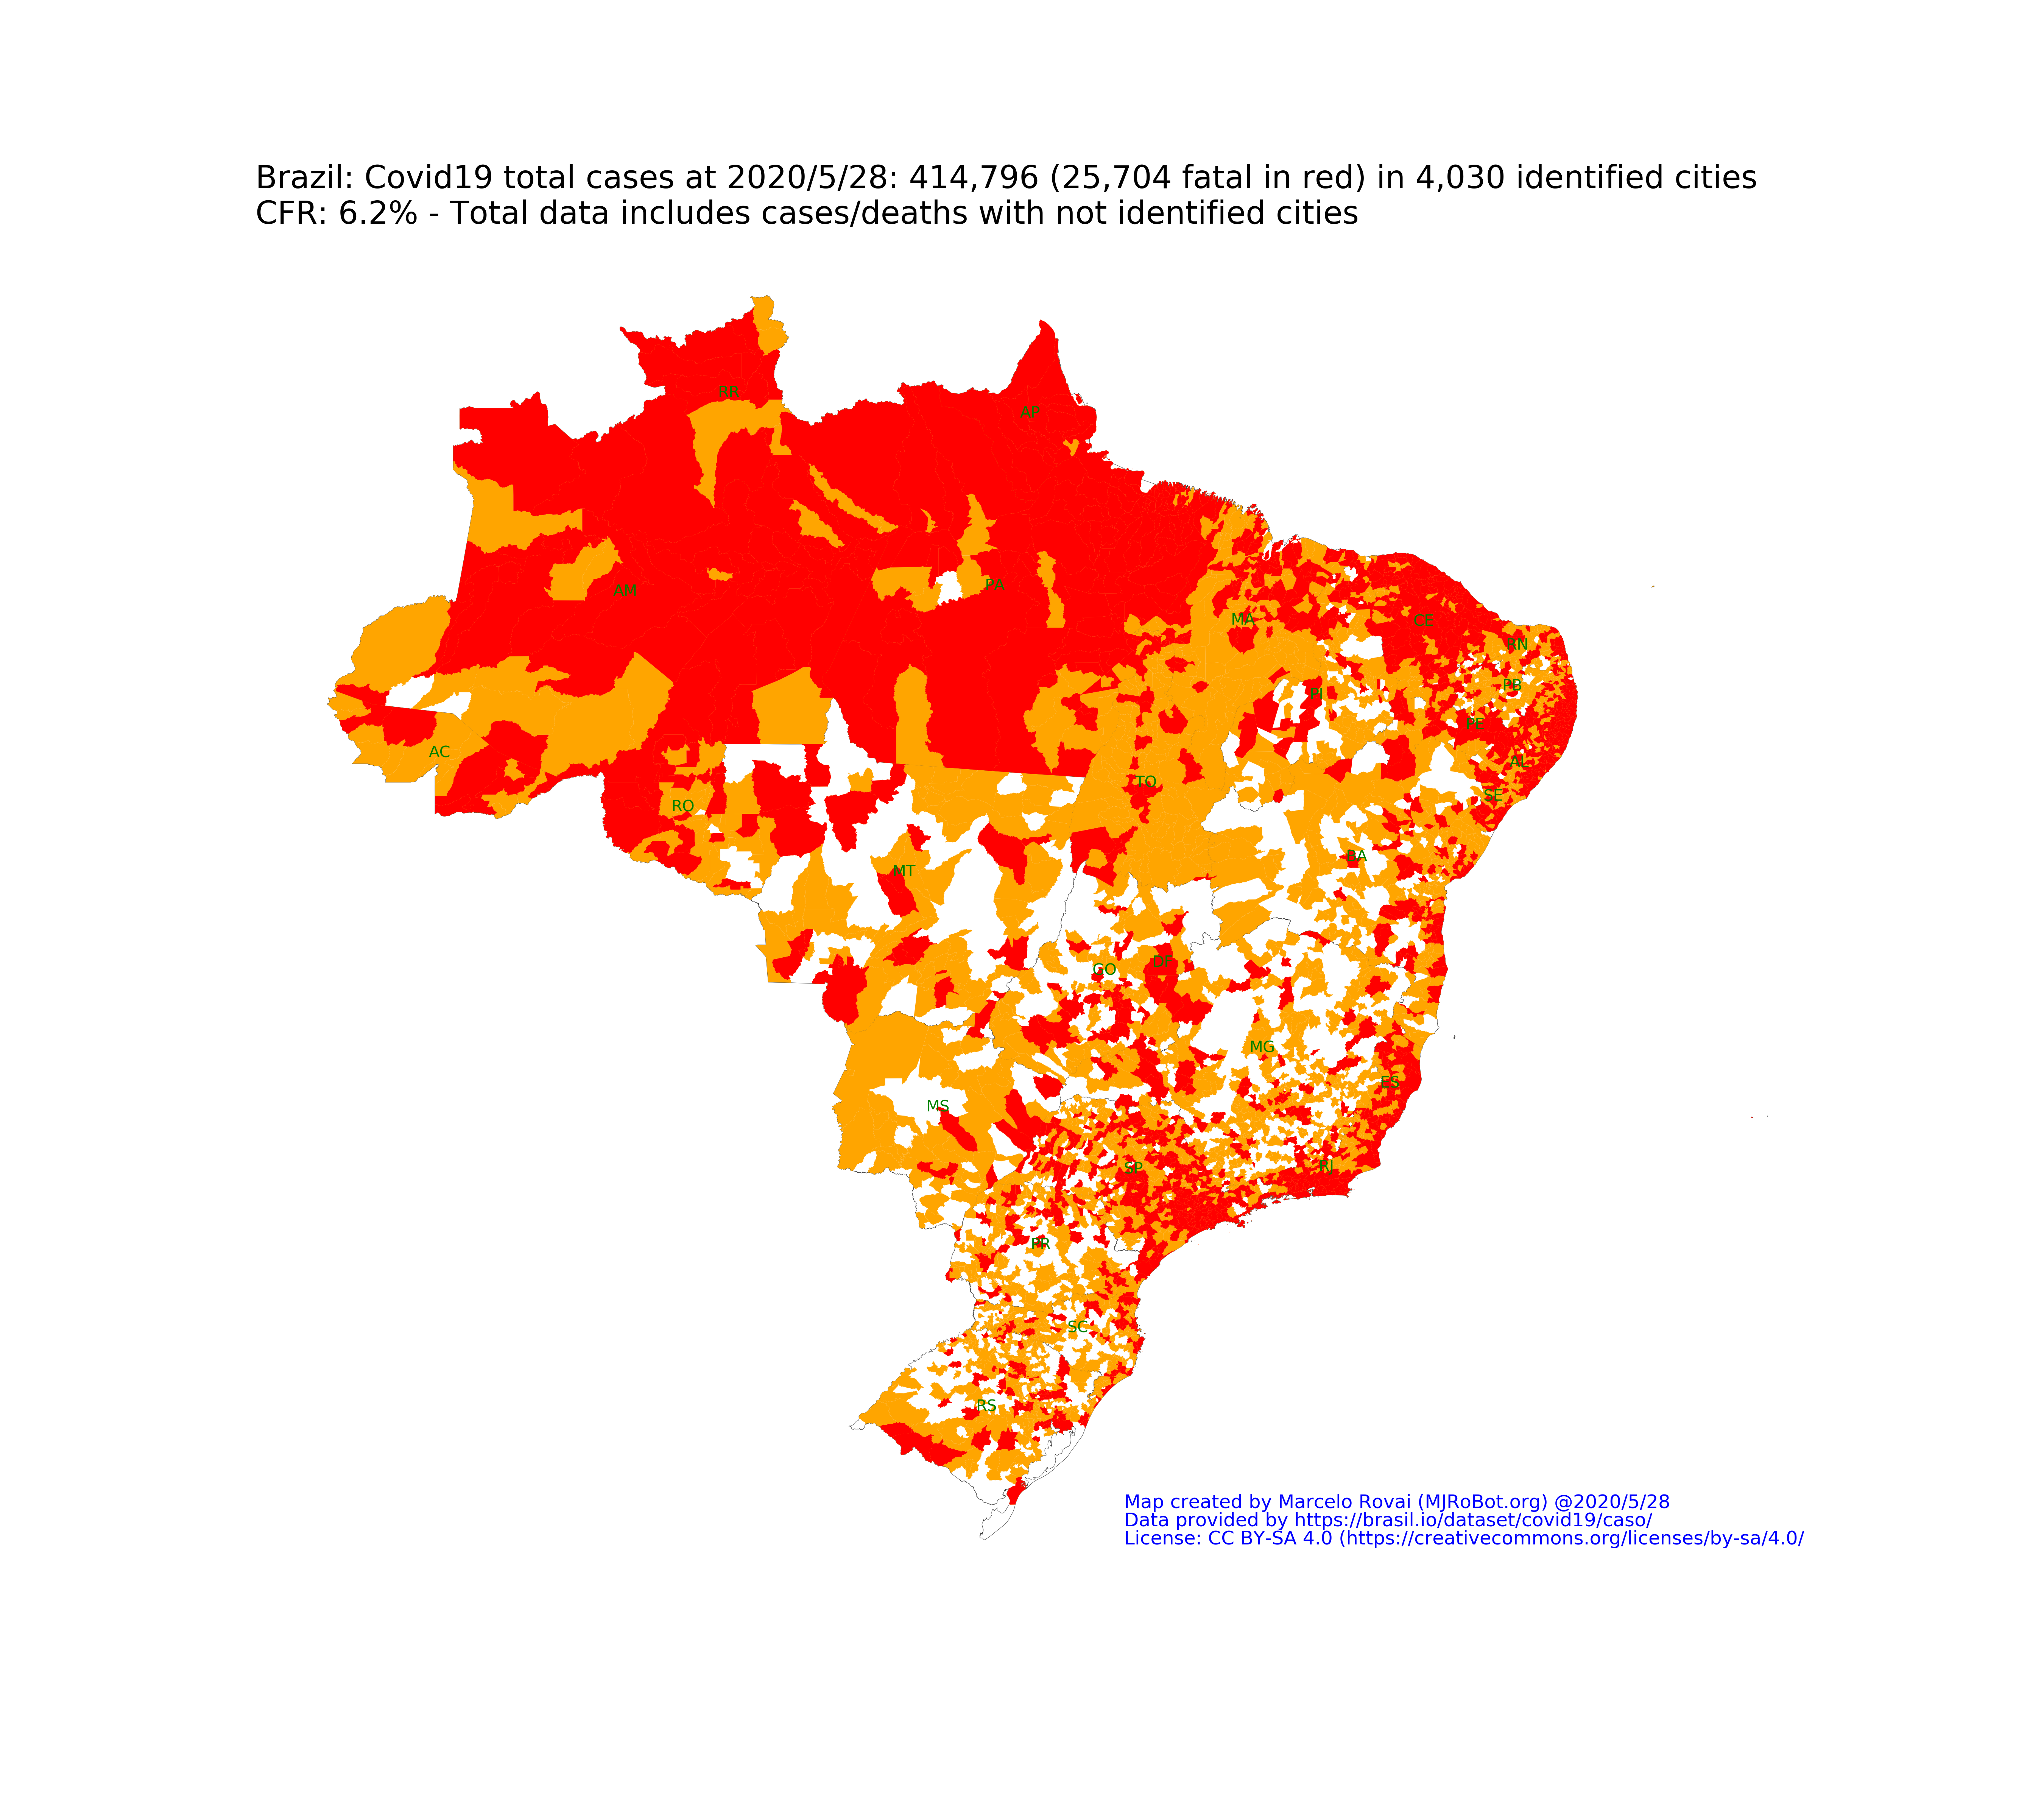 Brazil: Covid19 total cases at 2020/5/28: 414,796 (25,704 fatal in red) in 4,030 identified cities
CFR: 6.2% - Total data includes cases/deaths with not identified cities
RR
AP
AM
PA
MA
CE
RN
PI
PB
PE
AC
TO
AL
RO
SE
BA
MT
GO
DF
MG
ES
MS
SP
RJ
PR
SC
RS
Map created by Marcelo Rovai (MJRoBot.org) @2020/5/28
Data provided by https://brasil.io/dataset/covid19/caso/
License: CC BY-SA 4.0 (https://creativecommons.org/licenses/by-sa/4.0/